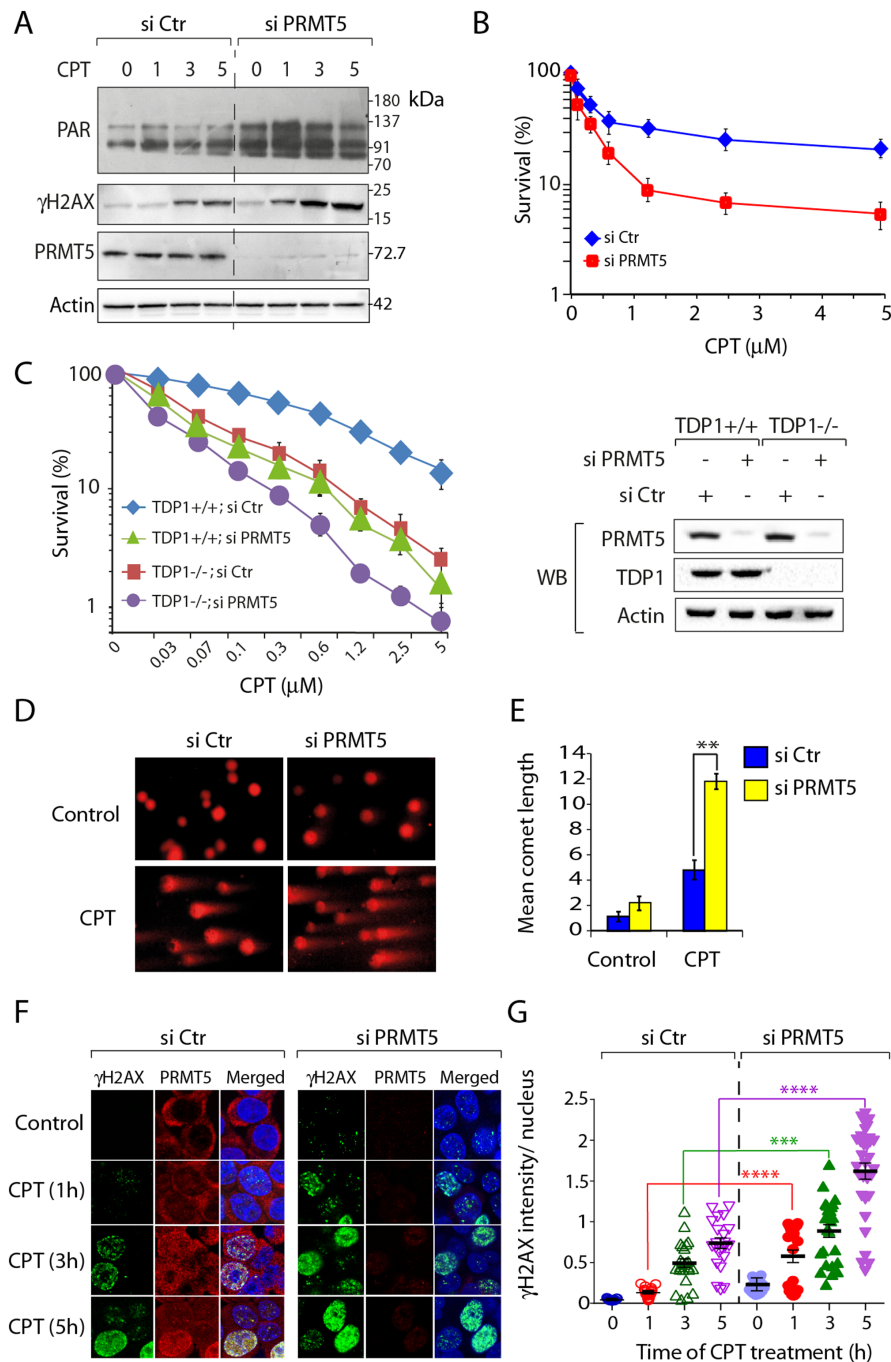 A
si Ctr si PRMT5
CPT 0 1 3 5 0 1 3 5
180 kDa
PAR
137
91
70
γH2AX
25
15
PRMT5
72.7
Actin
42
B
Survival (%)
100
10
1
si Ctr
si PRMT5
0 1 2 3 4 5
CPT (μM)
C
Survival (%)
100
10
1
TDP1+/+; si Ctr
TDP1+/+; si PRMT5
TDP1-/-; si Ctr
TDP1-/-; si PRMT5
0 0.03 0.07 0.1 0.3 0.6 1.2 2.5 5
CPT (μM)
TDP1+/+ TDP1-/-
si PRMT5 - + - +
si Ctr + - + -
WB
PRMT5
TDP1
Actin
D
si Ctr si PRMT5
Control
CPT
E
Mean comet length
14
12
10
8
6
4
2
0
**
si Ctr
si PRMT5
Control CPT
F
si Ctr si PRMT5
γH2AX PRMT5 Merged γH2AX PRMT5 Merged
Control
CPT (1h)
CPT (3h)
CPT (5h)
G
si Ctr si PRMT5
γH2AX intensity/ nucleus
2.5
2
1.5
1
0.5
0
****
***
****
0 1 3 5 0 1 3 5
Time of CPT treatment (h)